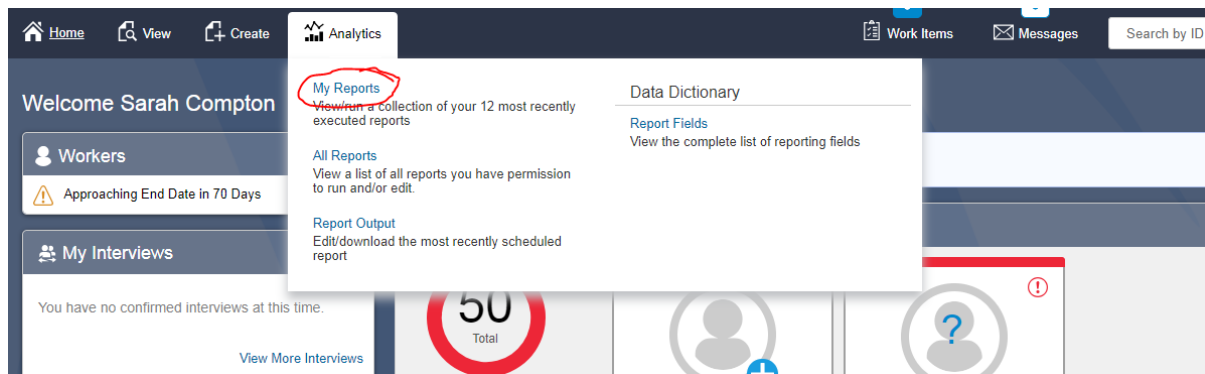 Home View Create Analytics Work Items Messages Search by ID
Welcome Sarah Compton
My Reports
View/run a collection of your 12 most recently
executed reports
All Reports
View a list of all reports you have permission
to run and/or edit.
Report Output
Edit/download the most recently scheduled
report
Data Dictionary
Report Fields
View the complete list of reporting fields
Workers
Approaching End Date in 70 Days
My Interviews
You have no confirmed interviews at this time.
View More Interviews
50
Total
?